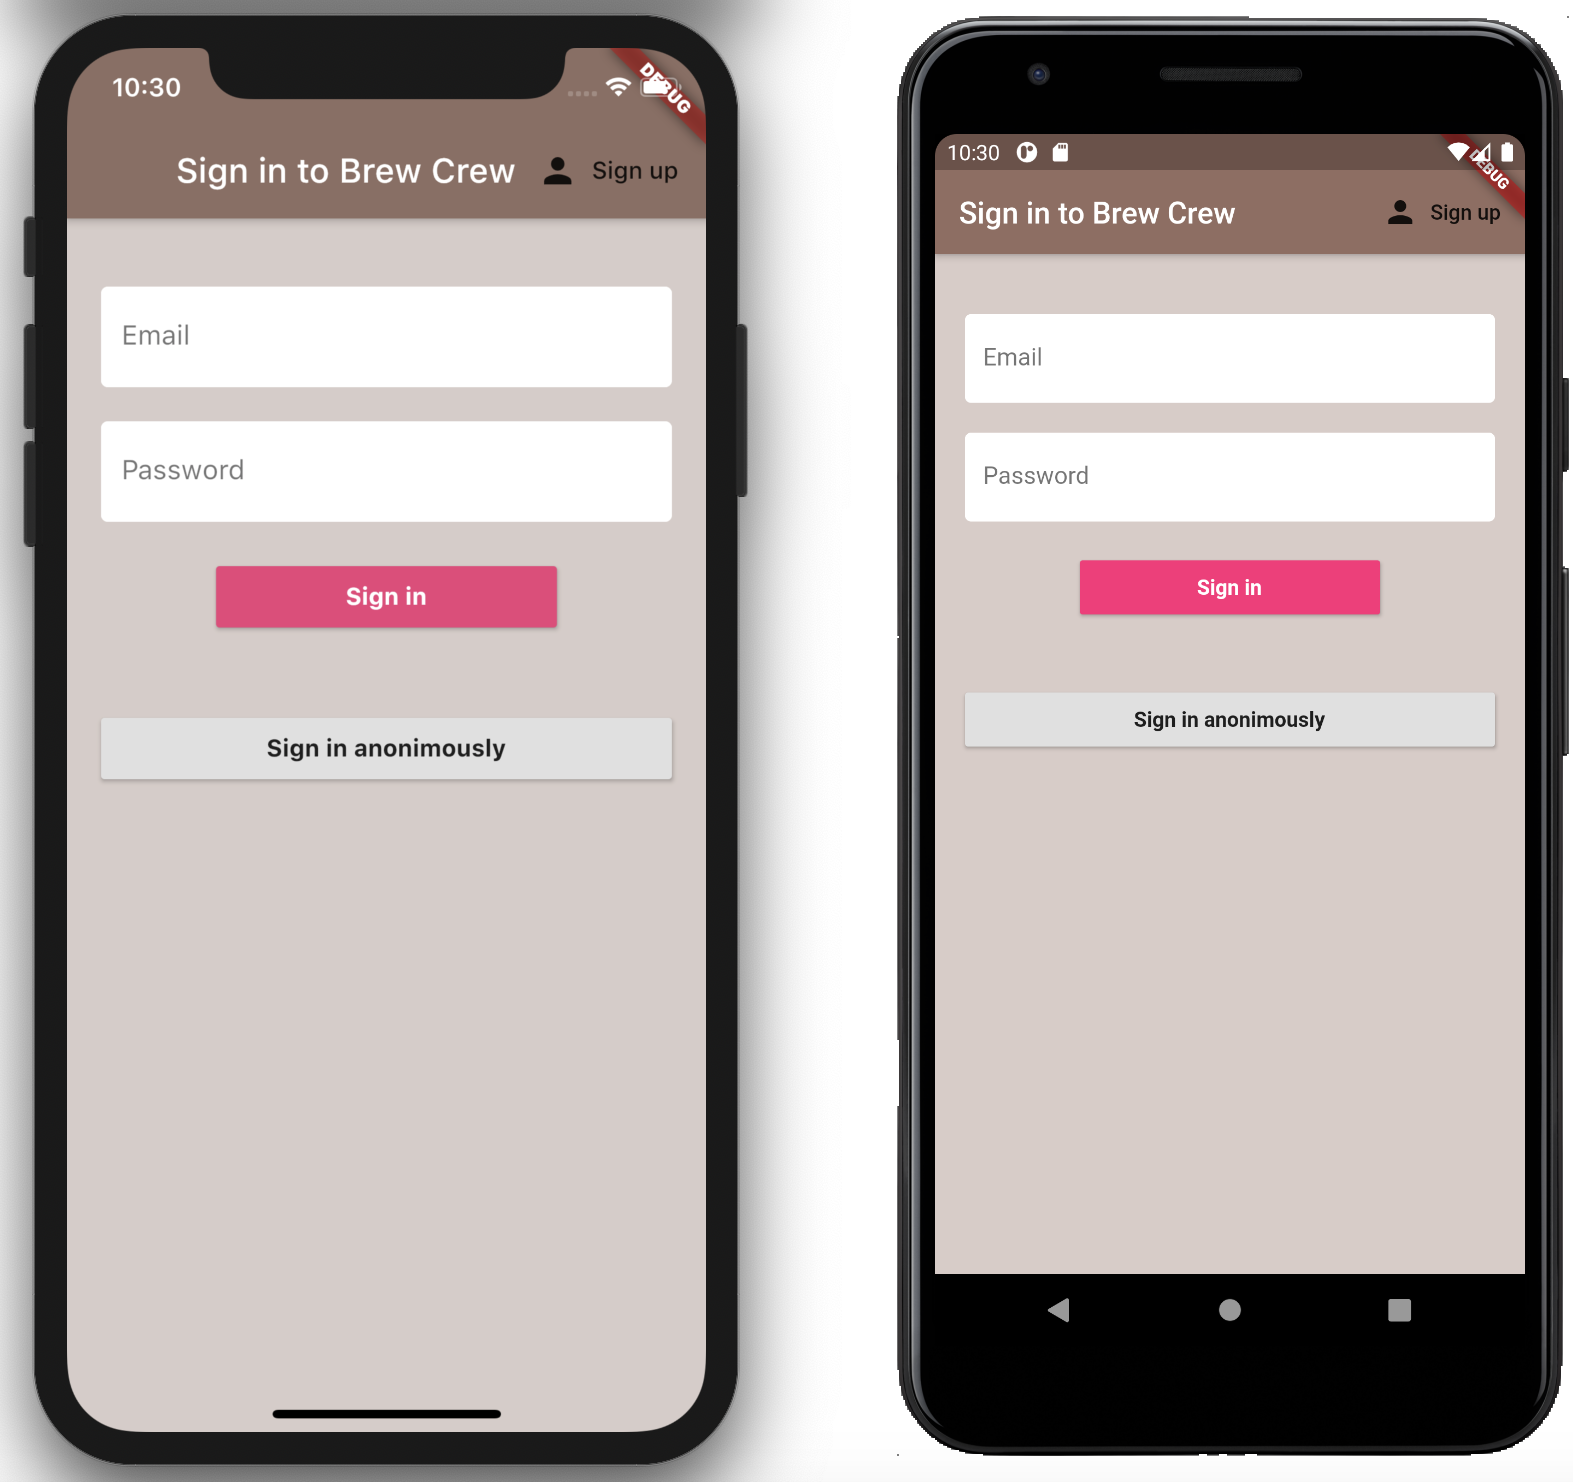 10:30
DEBUG
Sign in to Brew Crew
Sign up
Email
Password
Sign in
Sign in anonimously
10:30
DEBUG
Sign in to Brew Crew
Sign up
Email
Password
Sign in
Sign in anonimously